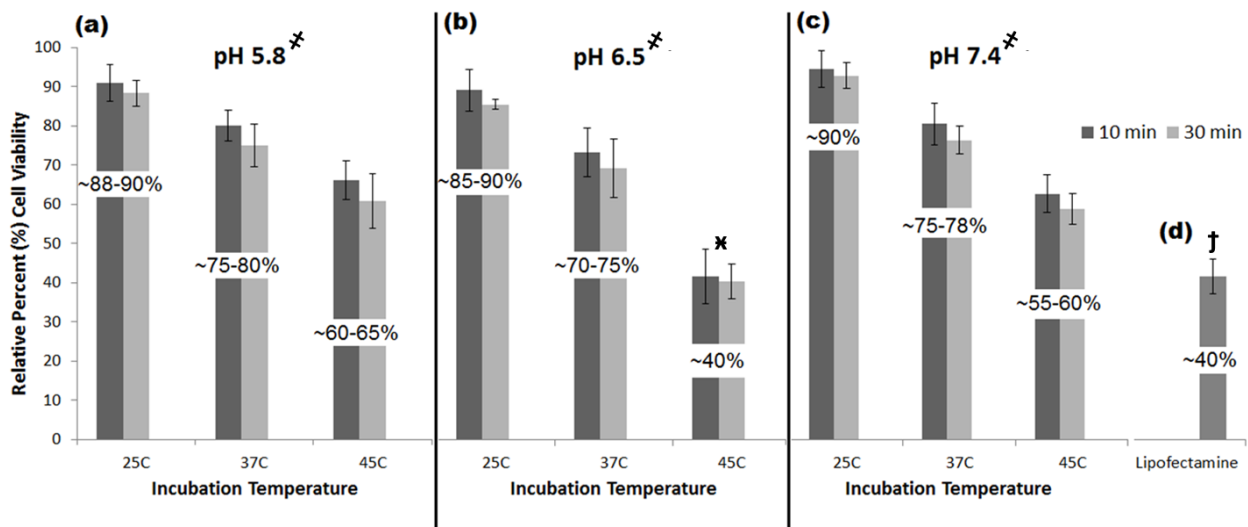 (a)
pH 5.8 ҂
(b)
pH 6.5 ҂
(c)
pH 7.4 ҂
Relative Percent (%) Cell Viability
100
90
80
70
60
50
40
30
20
10
0
~88-90%
~75-80%
~60-65%
25C 37C 45C
Incubation Temperature
~85-90%
~70-75%
ӿ
~40%
25C 37C 45C
Incubation Temperature
~90%
~75-78%
~55-60%
25C 37C 45C
Incubation Temperature
10 min 30 min
(d)
†
~40%
Lipofectamine